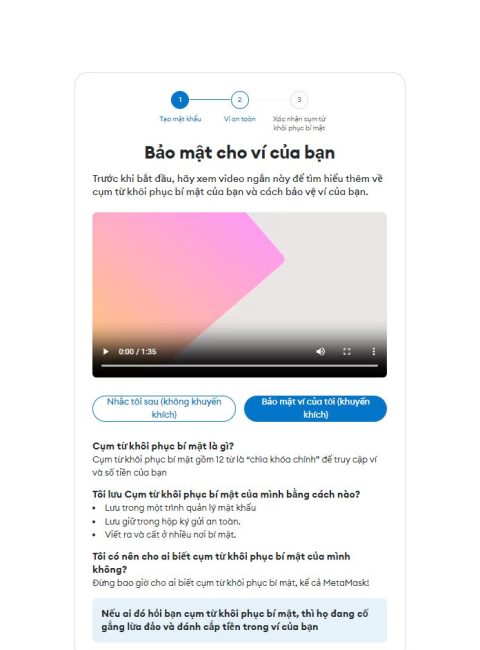 1
2
3
Tạo mật khẩu
Ví an toàn
Xác nhận cụm từ
khôi phục bí mật
Bảo mật cho ví của bạn
Trước khi bắt đầu, hãy xem video ngắn này để tìm hiểu thêm về
cụm từ khôi phục bí mật của bạn và cách bảo vệ ví của bạn.
0:00 / 1:35
Nhắc tôi sau (không khuyến
khích)
Bảo mật ví của tôi (khuyến
khích)
Cụm từ khôi phục bí mật là gì?
Cụm từ khôi phục bí mật gồm 12 từ là "chìa khóa chính" để truy cập ví
và số tiền của bạn
Tôi lưu Cụm từ khôi phục bí mật của mình bằng cách nào?
• Lưu trong một trình quản lý mật khẩu
• Lưu giữ trong hộp ký gửi an toàn.
• Viết ra và cất ở nhiều nơi bí mật.
Tôi có nên cho ai biết cụm từ khôi phục bí mật của mình
không?
Đừng bao giờ cho ai biết cụm từ khôi phục bí mật, kể cả MetaMask!
Nếu ai đó hỏi bạn cụm từ khôi phục bí mật, thì họ đang cố
gắng lừa đảo và đánh cắp tiền trong ví của bạn